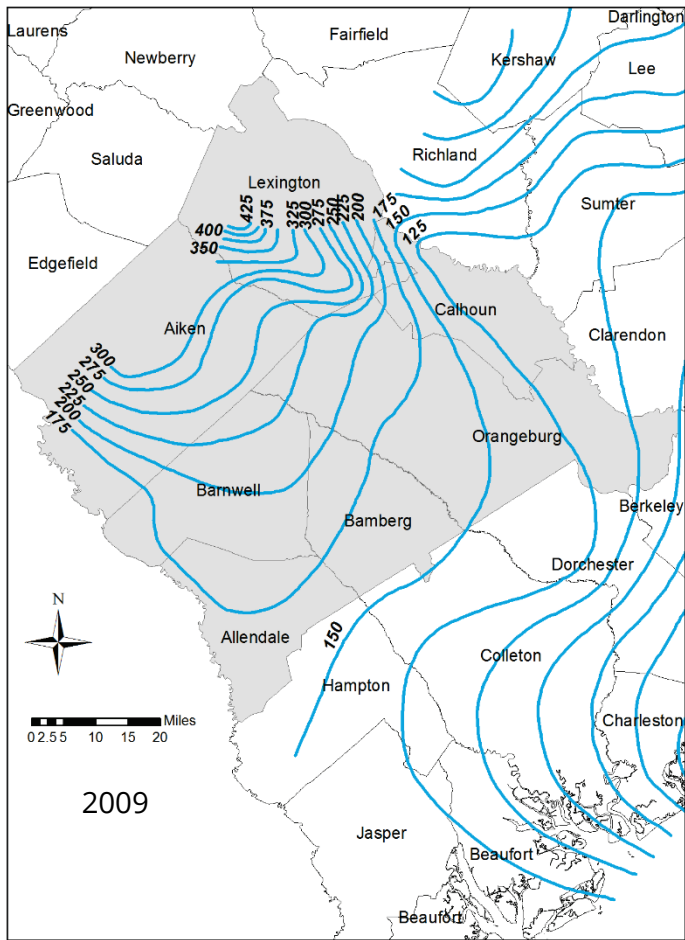 Laurens
Newberry
Fairfield
Darlington
Kershaw
Lee
Greenwood
Saluda
Richland
Lexington
Sumter
425
400
375
350
325
300
275
250
225
200
175
150
125
Edgefield
Aiken
Calhoun
Clarendon
300
275
250
225
200
175
Orangeburg
Barnwell
Bamberg
Berkeley
Dorchester
N
Allendale
150
Colleton
Hampton
Miles
0 2.5 5 10 15 20
Charleston
2009
Jasper
Beaufort
Beaufort